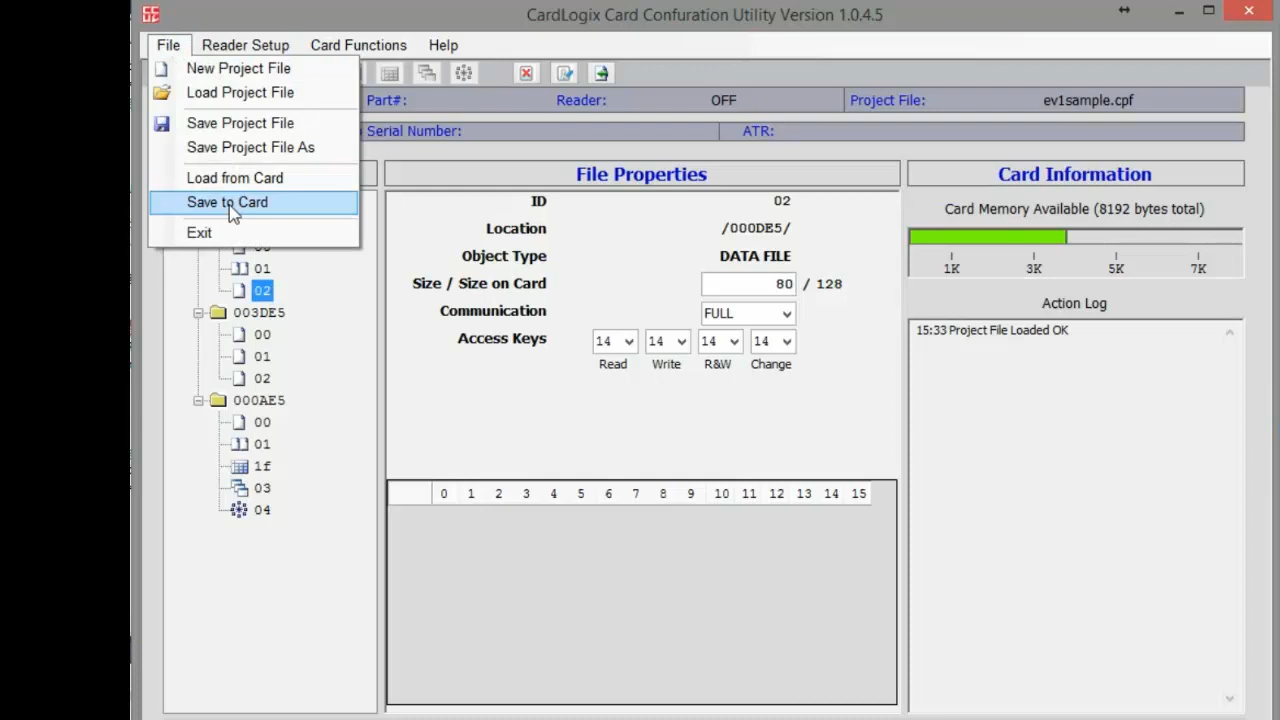 CardLogix Card Confuration Utility Version 1.0.4.5
File Reader Setup Card Functions Help
New Project File
Load Project File
Save Project File
Save Project File As
Load from Card
Save to Card
Exit
Part#: Reader: OFF Project File: ev1sample.cpf
Serial Number: ATR:
01
02
003DE5
00
01
02
000AE5
00
01
1f
03
04
File Properties
ID 02
Location /000DE5/
Object Type DATA FILE
Size / Size on Card 80 / 128
Communication FULL
Access Keys 14 14 14 14
Read Write R&W Change
0 1 2 3 4 5 6 7 8 9 10 11 12 13 14 15
Card Information
Card Memory Available (8192 bytes total)
1K 3K 5K 7K
Action Log
15:33 Project File Loaded OK